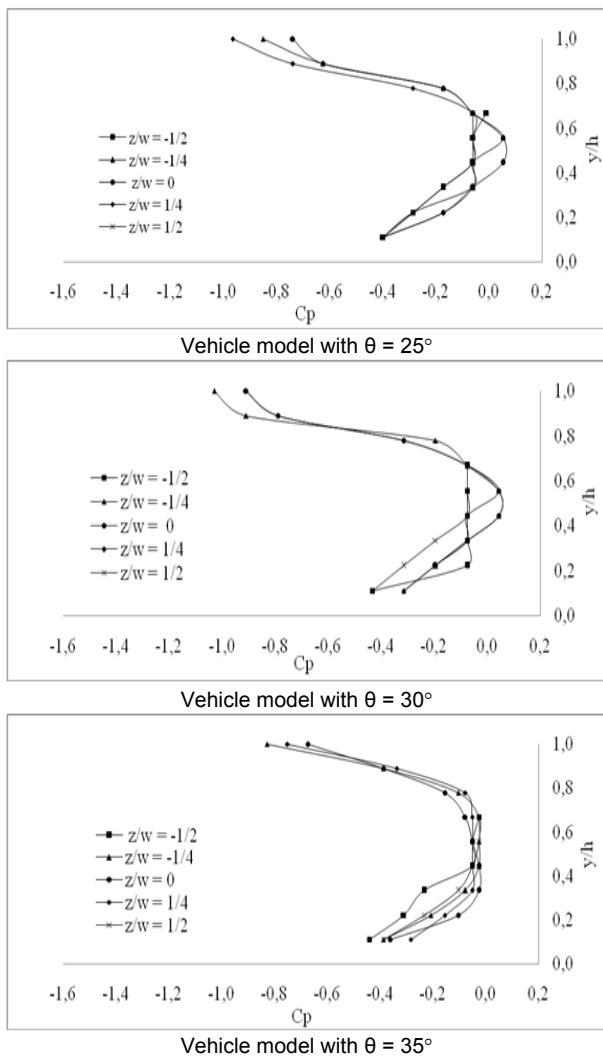 1,0
0,8
0,6
0,4
0,2
0,0
y/h
z/w = -1/2
z/w = -1/4
z/w = 0
z/w = 1/4
z/w = 1/2
-1,6 -1,4 -1,2 -1,0 -0,8 -0,6 -0,4 -0,2 0,0 0,2
Cp
Vehicle model with θ = 25°
1,0
0,8
0,6
0,4
0,2
0,0
y/h
z/w = -1/2
z/w = -1/4
z/w = 0
z/w = 1/4
z/w = 1/2
-1,6 -1,4 -1,2 -1,0 -0,8 -0,6 -0,4 -0,2 0,0 0,2
Cp
Vehicle model with θ = 30°
1,0
0,8
0,6
0,4
0,2
0,0
y/h
z/w = -1/2
z/w = -1/4
z/w = 0
z/w = 1/4
z/w = 1/2
-1,6 -1,4 -1,2 -1,0 -0,8 -0,6 -0,4 -0,2 0,0 0,2
Cp
Vehicle model with θ = 35°